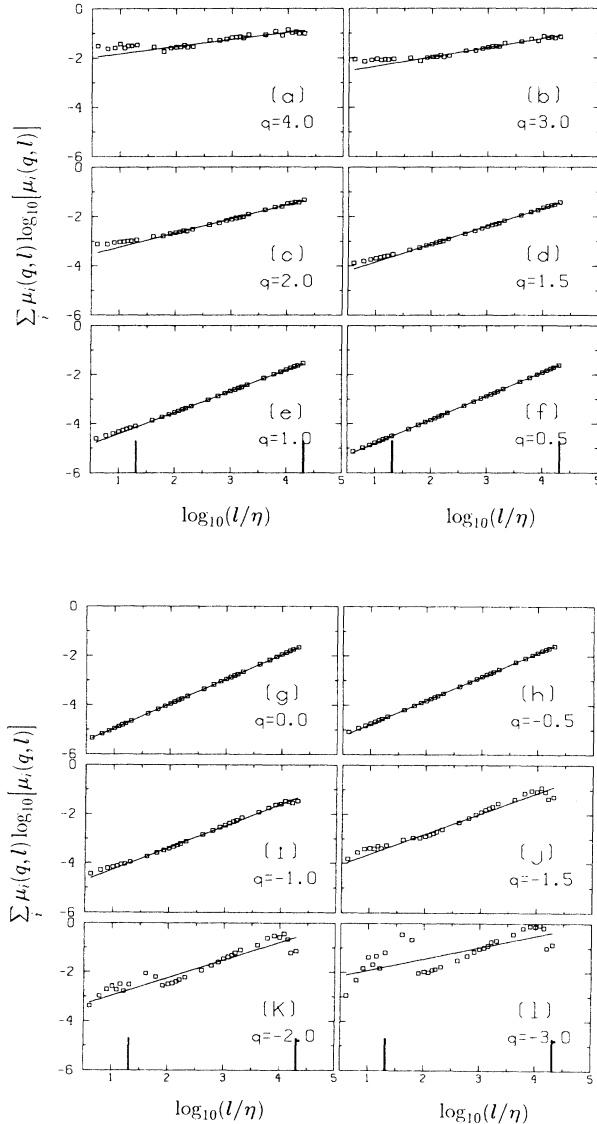 0
-2
-4
[a]
[b]
q=4.0
q=3.0
-6
0
-2
-4
[c]
[d]
q=2.0
q=1.5
-6
0
-2
-4
[e]
[f]
q=1.0
q=0.5
-6
1 2 3 4 5 1 2 3 4 5
∑ᵢ μᵢ(q,l) log₁₀[μᵢ(q,l)]
log₁₀(l/η)
log₁₀(l/η)
0
-2
-4
[g]
[h]
q=0.0
q=-0.5
-6
0
-2
-4
[i]
[J]
q=-1.0
q=-1.5
-6
0
-2
-4
[K]
[l]
q=-2.0
q=-3.0
-6
1 2 3 4 5 1 2 3 4 5
∑ᵢ μᵢ(q,l) log₁₀[μᵢ(q,l)]
log₁₀(l/η)
log₁₀(l/η)